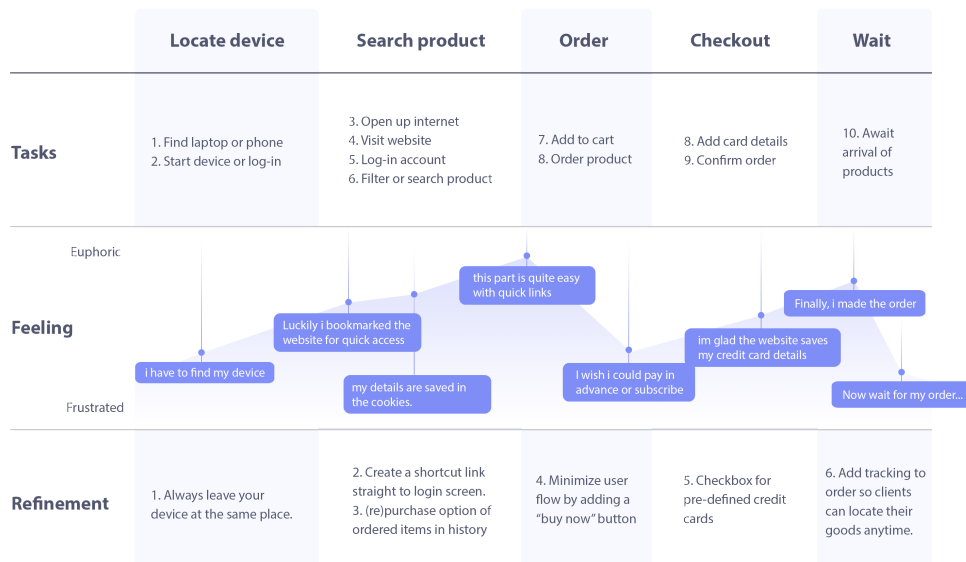 Locate device
Search product
Order
Checkout
Wait
Tasks
1. Find laptop or phone
2. Start device or log-in
3. Open up internet
4. Visit website
5. Log-in account
6. Filter or search product
7. Add to cart
8. Order product
8. Add card details
9. Confirm order
10. Await
arrival of
products
Feeling
Euphoric
Frustrated
i have to find my device
Luckily i bookmarked the
website for quick access
my details are saved in
the cookies.
this part is quite easy
with quick links
I wish i could pay in
advance or subscribe
im glad the website saves
my credit card details
Finally, i made the order
Now wait for my order...
Refinement
1. Always leave your
device at the same place.
2. Create a shortcut link
straight to login screen.
3. (re)purchase option of
ordered items in history
4. Minimize user
flow by adding a
“buy now” button
5. Checkbox for
pre-defined credit
cards
6. Add tracking to
order so clients
can locate their
goods anytime.